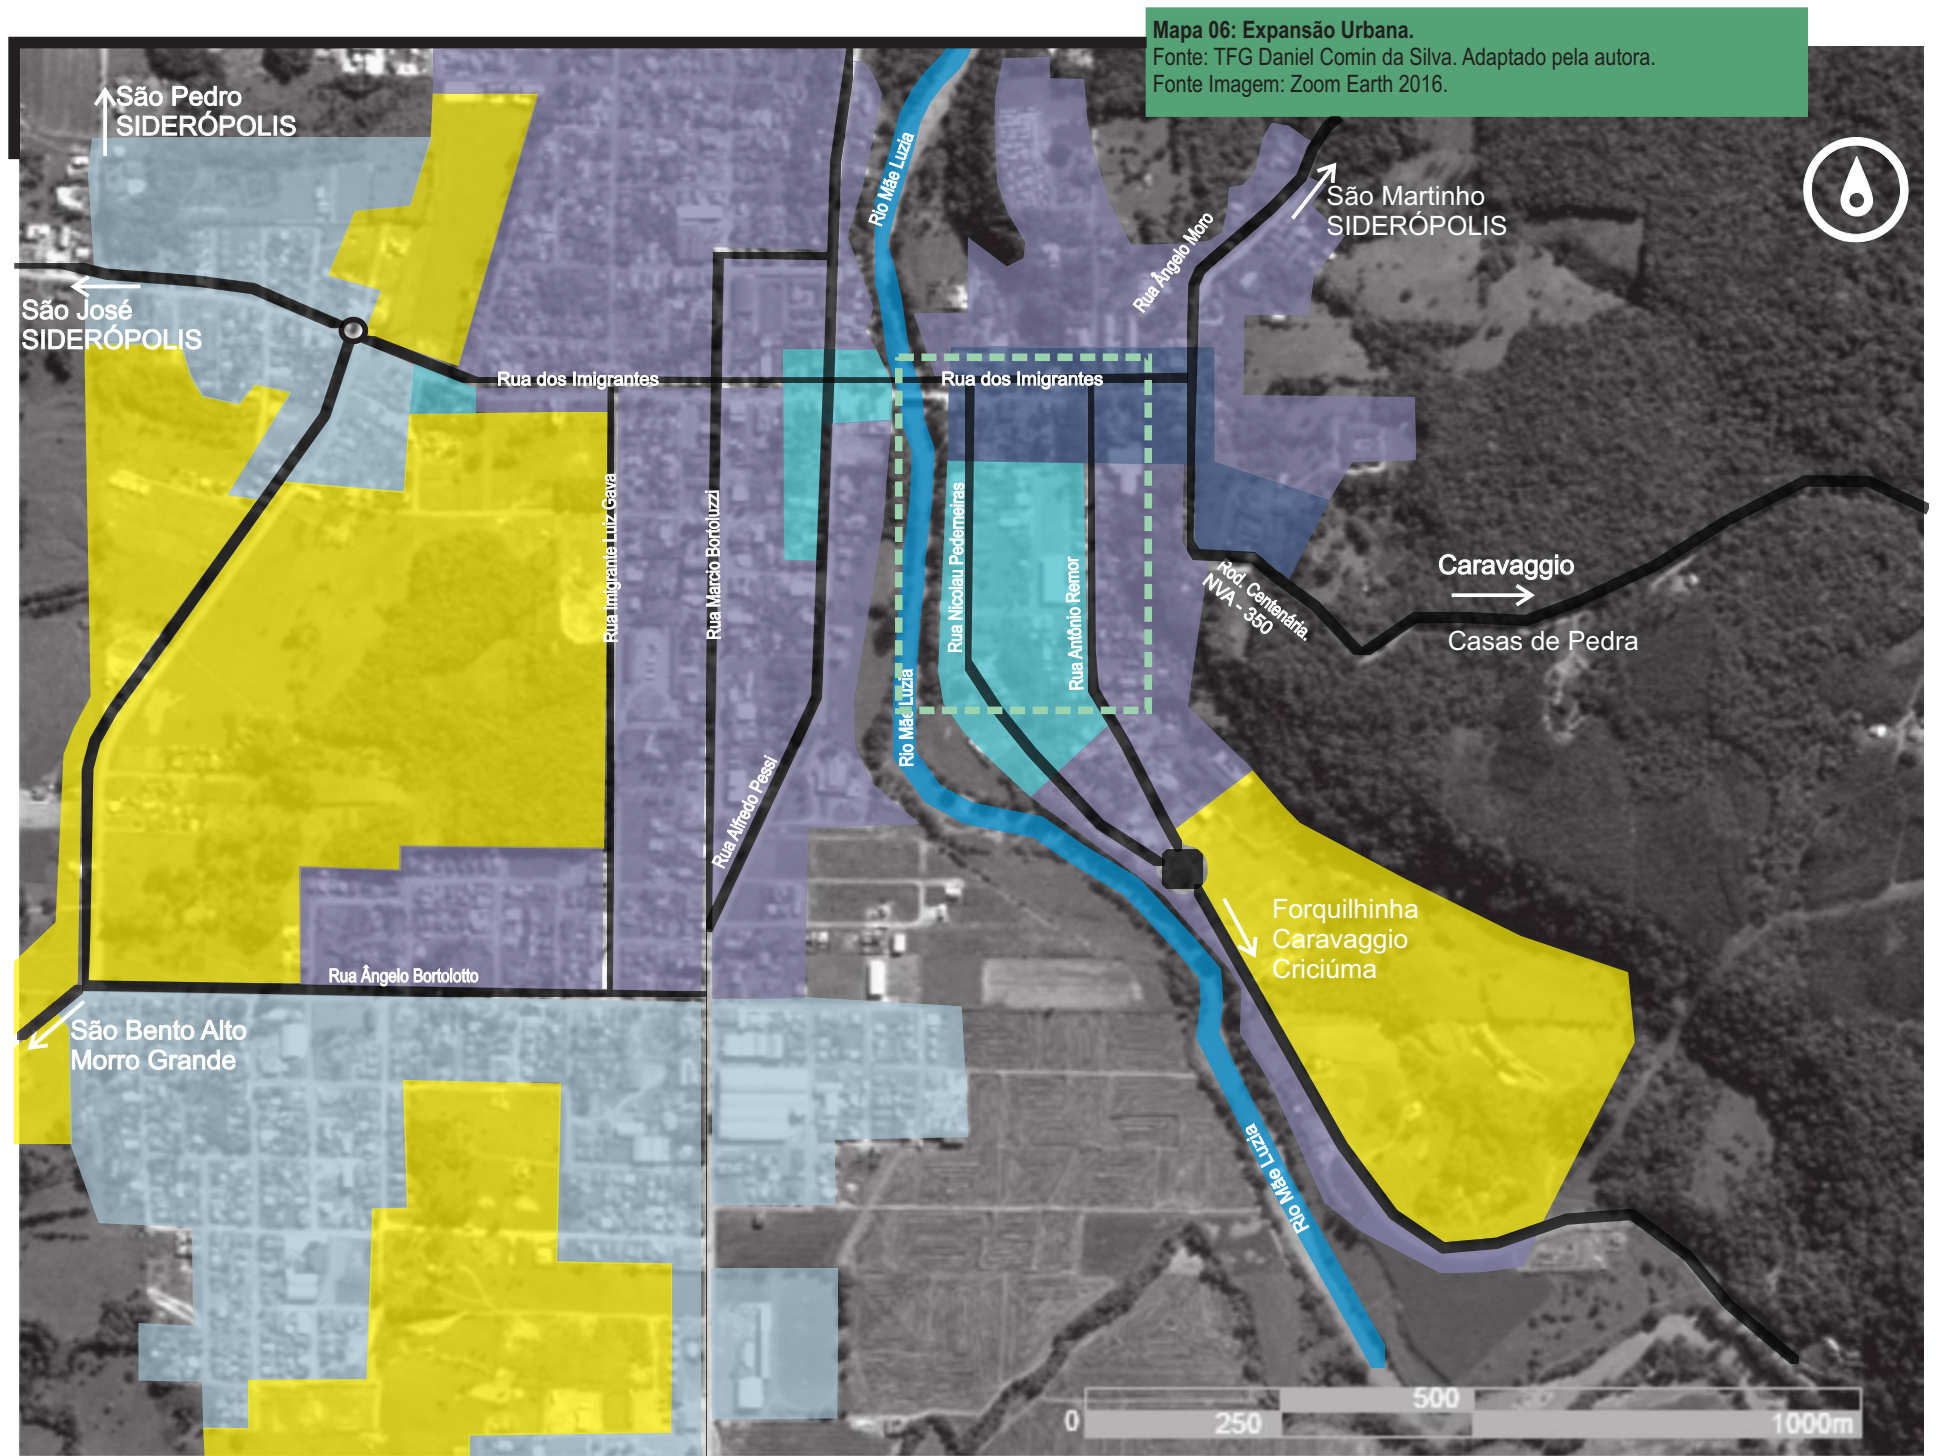 Mapa 06: Expansão Urbana.
Fonte: TFG Daniel Comin da Silva. Adaptado pela autora.
Fonte Imagem: Zoom Earth 2016.
São Pedro
SIDERÓPOLIS
Rio Mãe Luzia
São Martinho
SIDERÓPOLIS
Rua Ângelo Moro
São José
SIDERÓPOLIS
Rua dos Imigrantes
Rua dos Imigrantes
Rua Imigrante Luiz Gava
Rua Marcio Bortoluzzi
Rua Nicolau Pederneiras
Rua Antônio Remor
Rod. Centenária.
NVA - 350
Caravaggio
Casas de Pedra
Rio Mãe Luzia
Rua Alfredo Pessi
Forquilhinha
Caravaggio
Criciúma
Rua Ângelo Bortolotto
São Bento Alto
Morro Grande
Rio Mãe Luzia
0
250
500
1000m